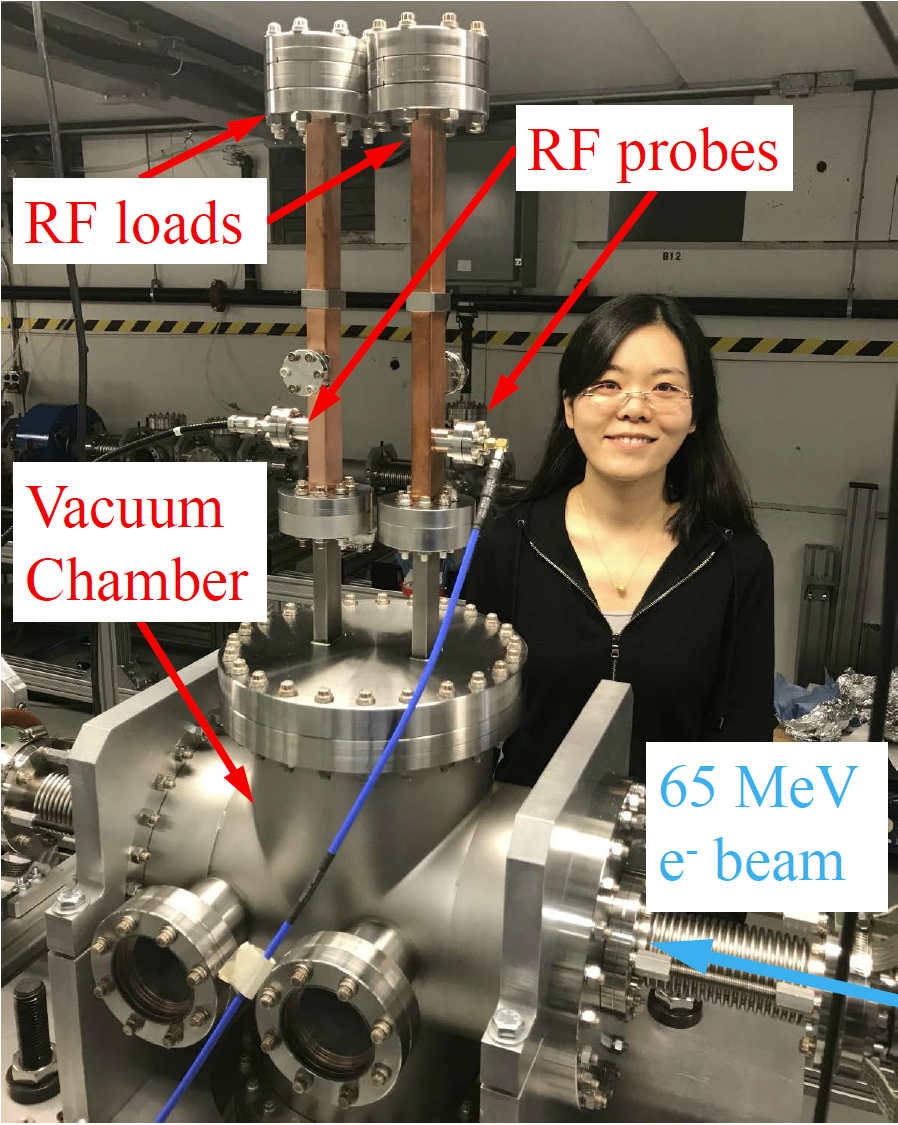 RF probes
RF loads
B12
Vacuum
Chamber
65 MeV
e⁻ beam